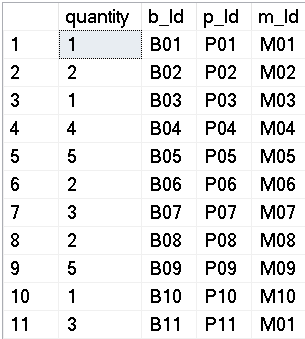 quantity b_Id p_Id m_Id
1 1 B01 P01 M01
2 2 B02 P02 M02
3 1 B03 P03 M03
4 4 B04 P04 M04
5 5 B05 P05 M05
6 2 B06 P06 M06
7 3 B07 P07 M07
8 2 B08 P08 M08
9 5 B09 P09 M09
10 1 B10 P10 M10
11 3 B11 P11 M01